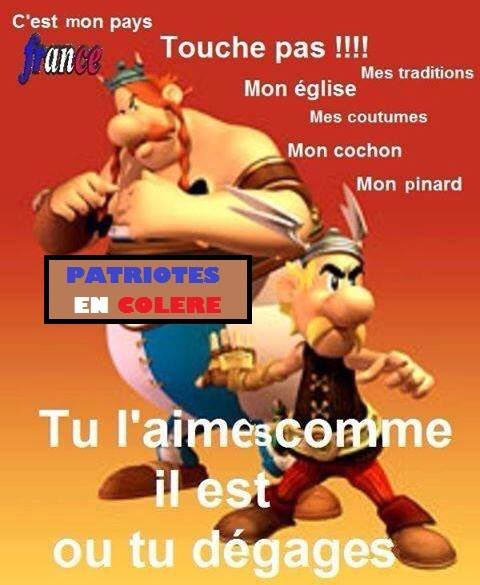 C'est mon pays
france
Touche pas !!!!
Mes traditions
Mon église
Mes coutumes
Mon cochon
Mon pinard
PATRIOTES
EN COLERE
Tu l'aimes comme
il est
ou tu dégages